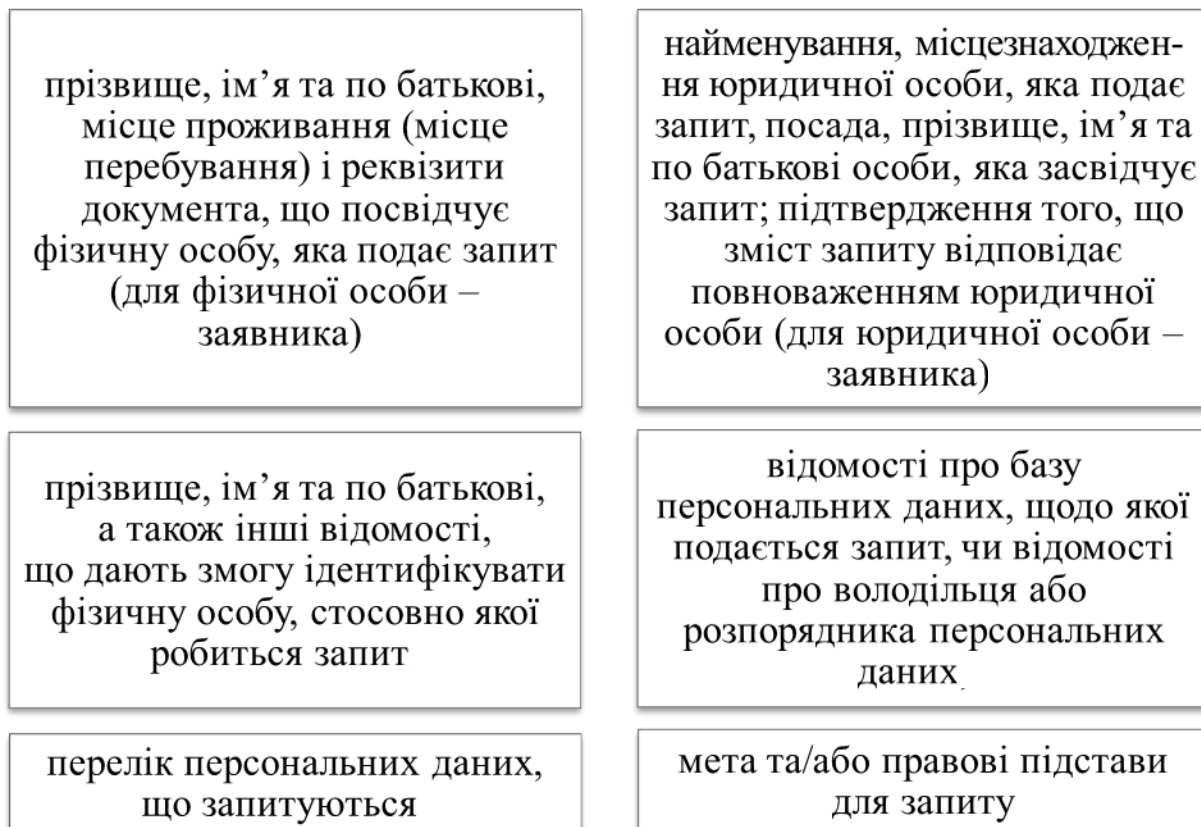 прізвище, ім’я та по батькові,
місце проживання (місце
перебування) і реквізити
документа, що посвідчує
фізичну особу, яка подає запит
(для фізичної особи –
заявника)
найменування, місцезнаходжен-
ня юридичної особи, яка подає
запит, посада, прізвище, ім’я та
по батькові особи, яка засвідчує
запит; підтвердження того, що
зміст запиту відповідає
повноваженням юридичної
особи (для юридичної особи –
заявника)
прізвище, ім’я та по батькові,
а також інші відомості,
що дають змогу ідентифікувати
фізичну особу, стосовно якої
робиться запит
відомості про базу
персональних даних, щодо якої
подається запит, чи відомості
про володільця або
розпорядника персональних
даних
перелік персональних даних,
що запитуються
мета та/або правові підстави
для запиту